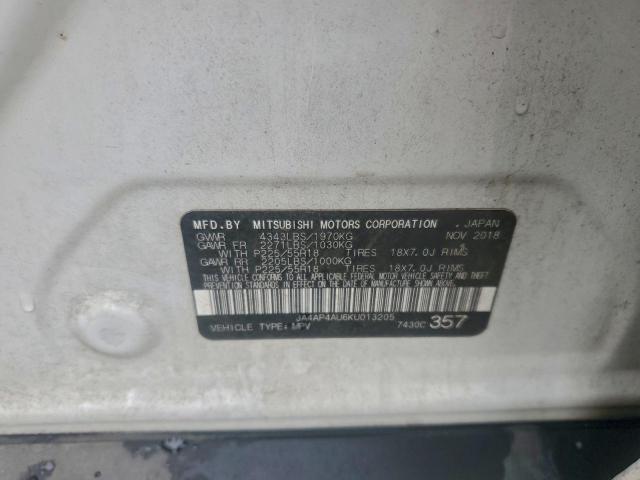 MFD.BY MITSUBISHI MOTORS CORPORATION , JAPAN
GVWR 4343LBS/1970KG NOV 2018
GAWR FR 2271LBS/1030KG
WITH P225/55R18 TIRES 18X7.0J RIMS
GAWR RR 2205LBS/1000KG
WITH P225/55R18 TIRES 18X7.0J RIMS
THIS VEHICLE CONFORMS TO ALL APPLICABLE FEDERAL MOTOR VEHICLE SAFETY AND THEFT
PREVENTION STANDARDS IN EFFECT ON THE DATE OF MANUFACTURE SHOWN ABOVE.
JA4AP4AU6KU013205
VEHICLE TYPE: MPV 7430C 357